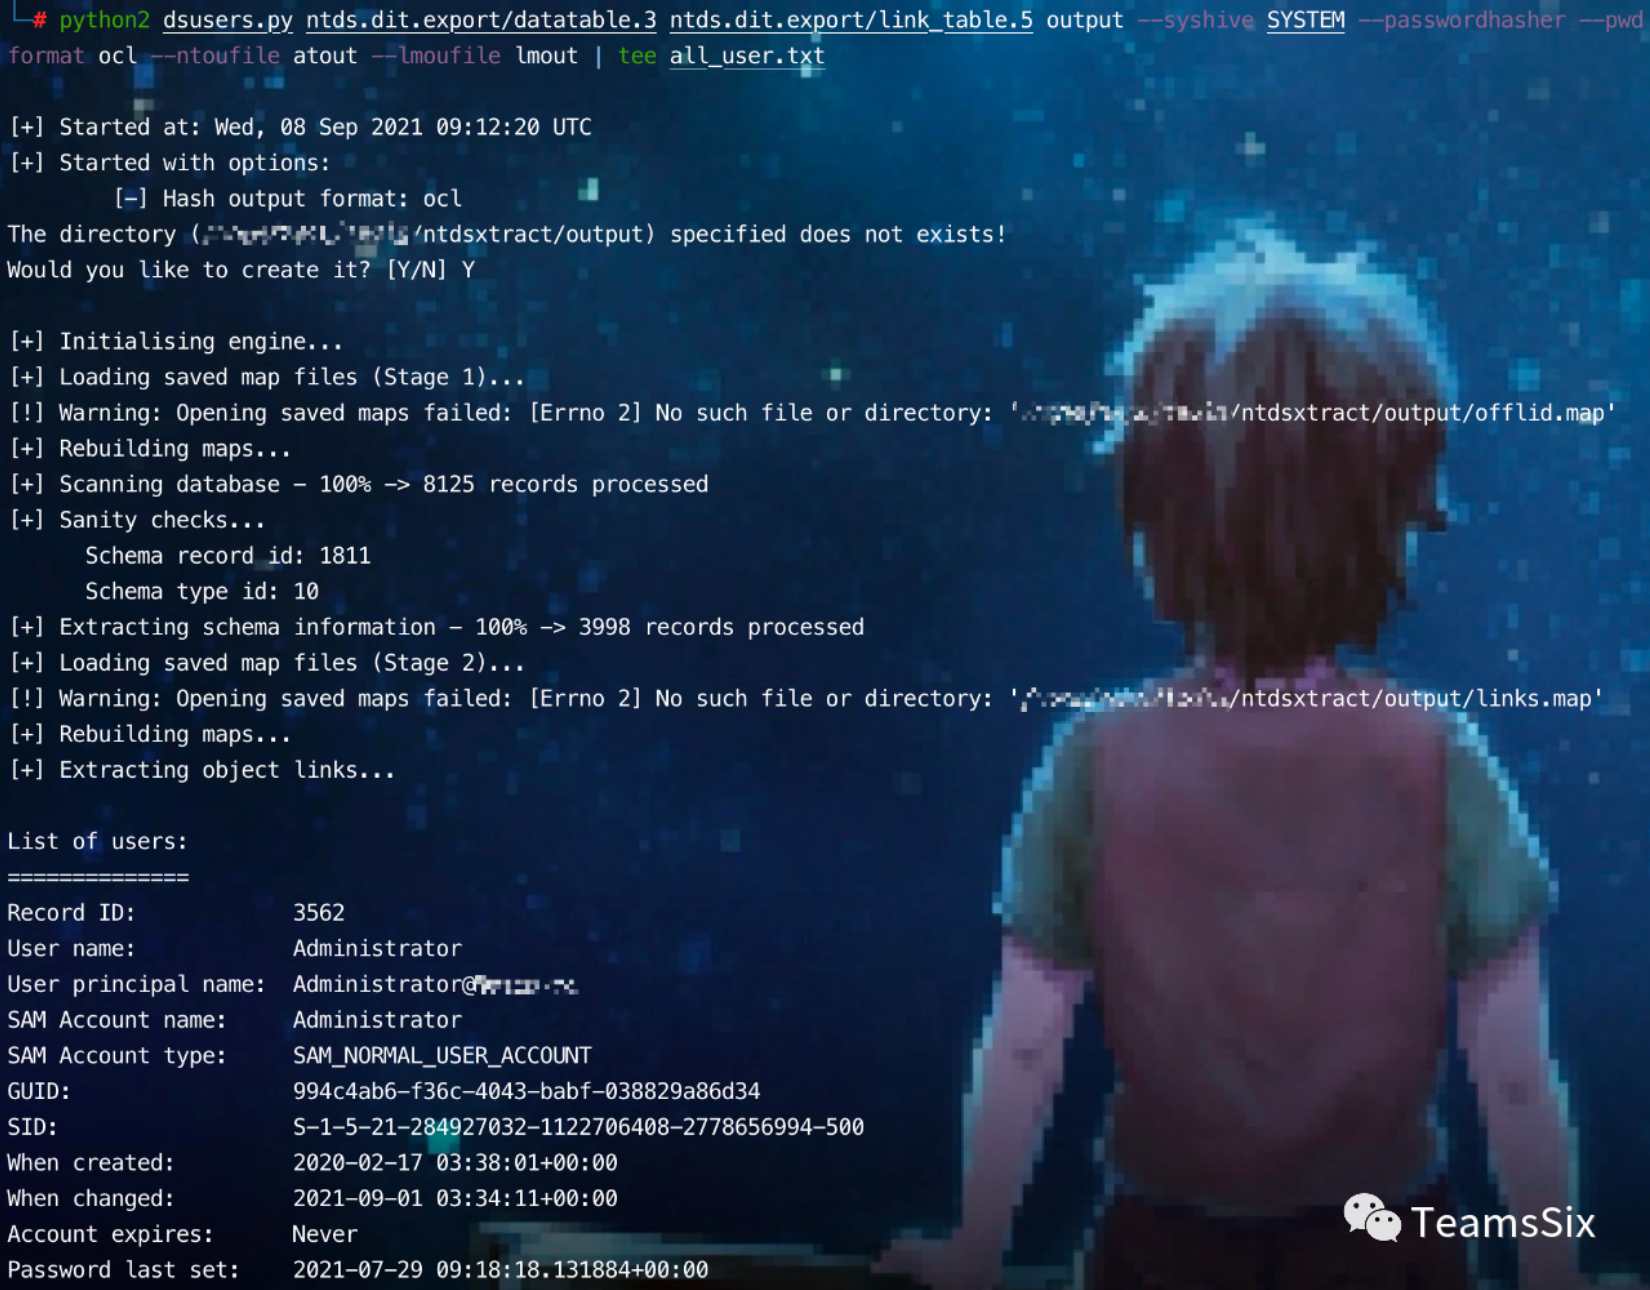 └─# python2 dsusers.py ntds.dit.export/datatable.3 ntds.dit.export/link_table.5 output --syshive SYSTEM --passwordhasher --pwd
format ocl --ntoufile atout --lmoufile lmout | tee all_user.txt
[+] Started at: Wed, 08 Sep 2021 09:12:20 UTC
[+] Started with options:
[-] Hash output format: ocl
The directory (/ntdsxtract/output) specified does not exists!
Would you like to create it? [Y/N] Y
[+] Initialising engine...
[+] Loading saved map files (Stage 1)...
[!] Warning: Opening saved maps failed: [Errno 2] No such file or directory: '/ntdsxtract/output/offlid.map'
[+] Rebuilding maps...
[+] Scanning database - 100% -> 8125 records processed
[+] Sanity checks...
Schema record id: 1811
Schema type id: 10
[+] Extracting schema information - 100% -> 3998 records processed
[+] Loading saved map files (Stage 2)...
[!] Warning: Opening saved maps failed: [Errno 2] No such file or directory: '/ntdsxtract/output/links.map'
[+] Rebuilding maps...
[+] Extracting object links...
List of users:
==============
Record ID: 3562
User name: Administrator
User principal name: Administrator@
SAM Account name: Administrator
SAM Account type: SAM_NORMAL_USER_ACCOUNT
GUID: 994c4ab6-f36c-4043-babf-038829a86d34
SID: S-1-5-21-284927032-1122706408-2778656994-500
When created: 2020-02-17 03:38:01+00:00
When changed: 2021-09-01 03:34:11+00:00
Account expires: Never
Password last set: 2021-07-29 09:18:18.131884+00:00
TeamsSix